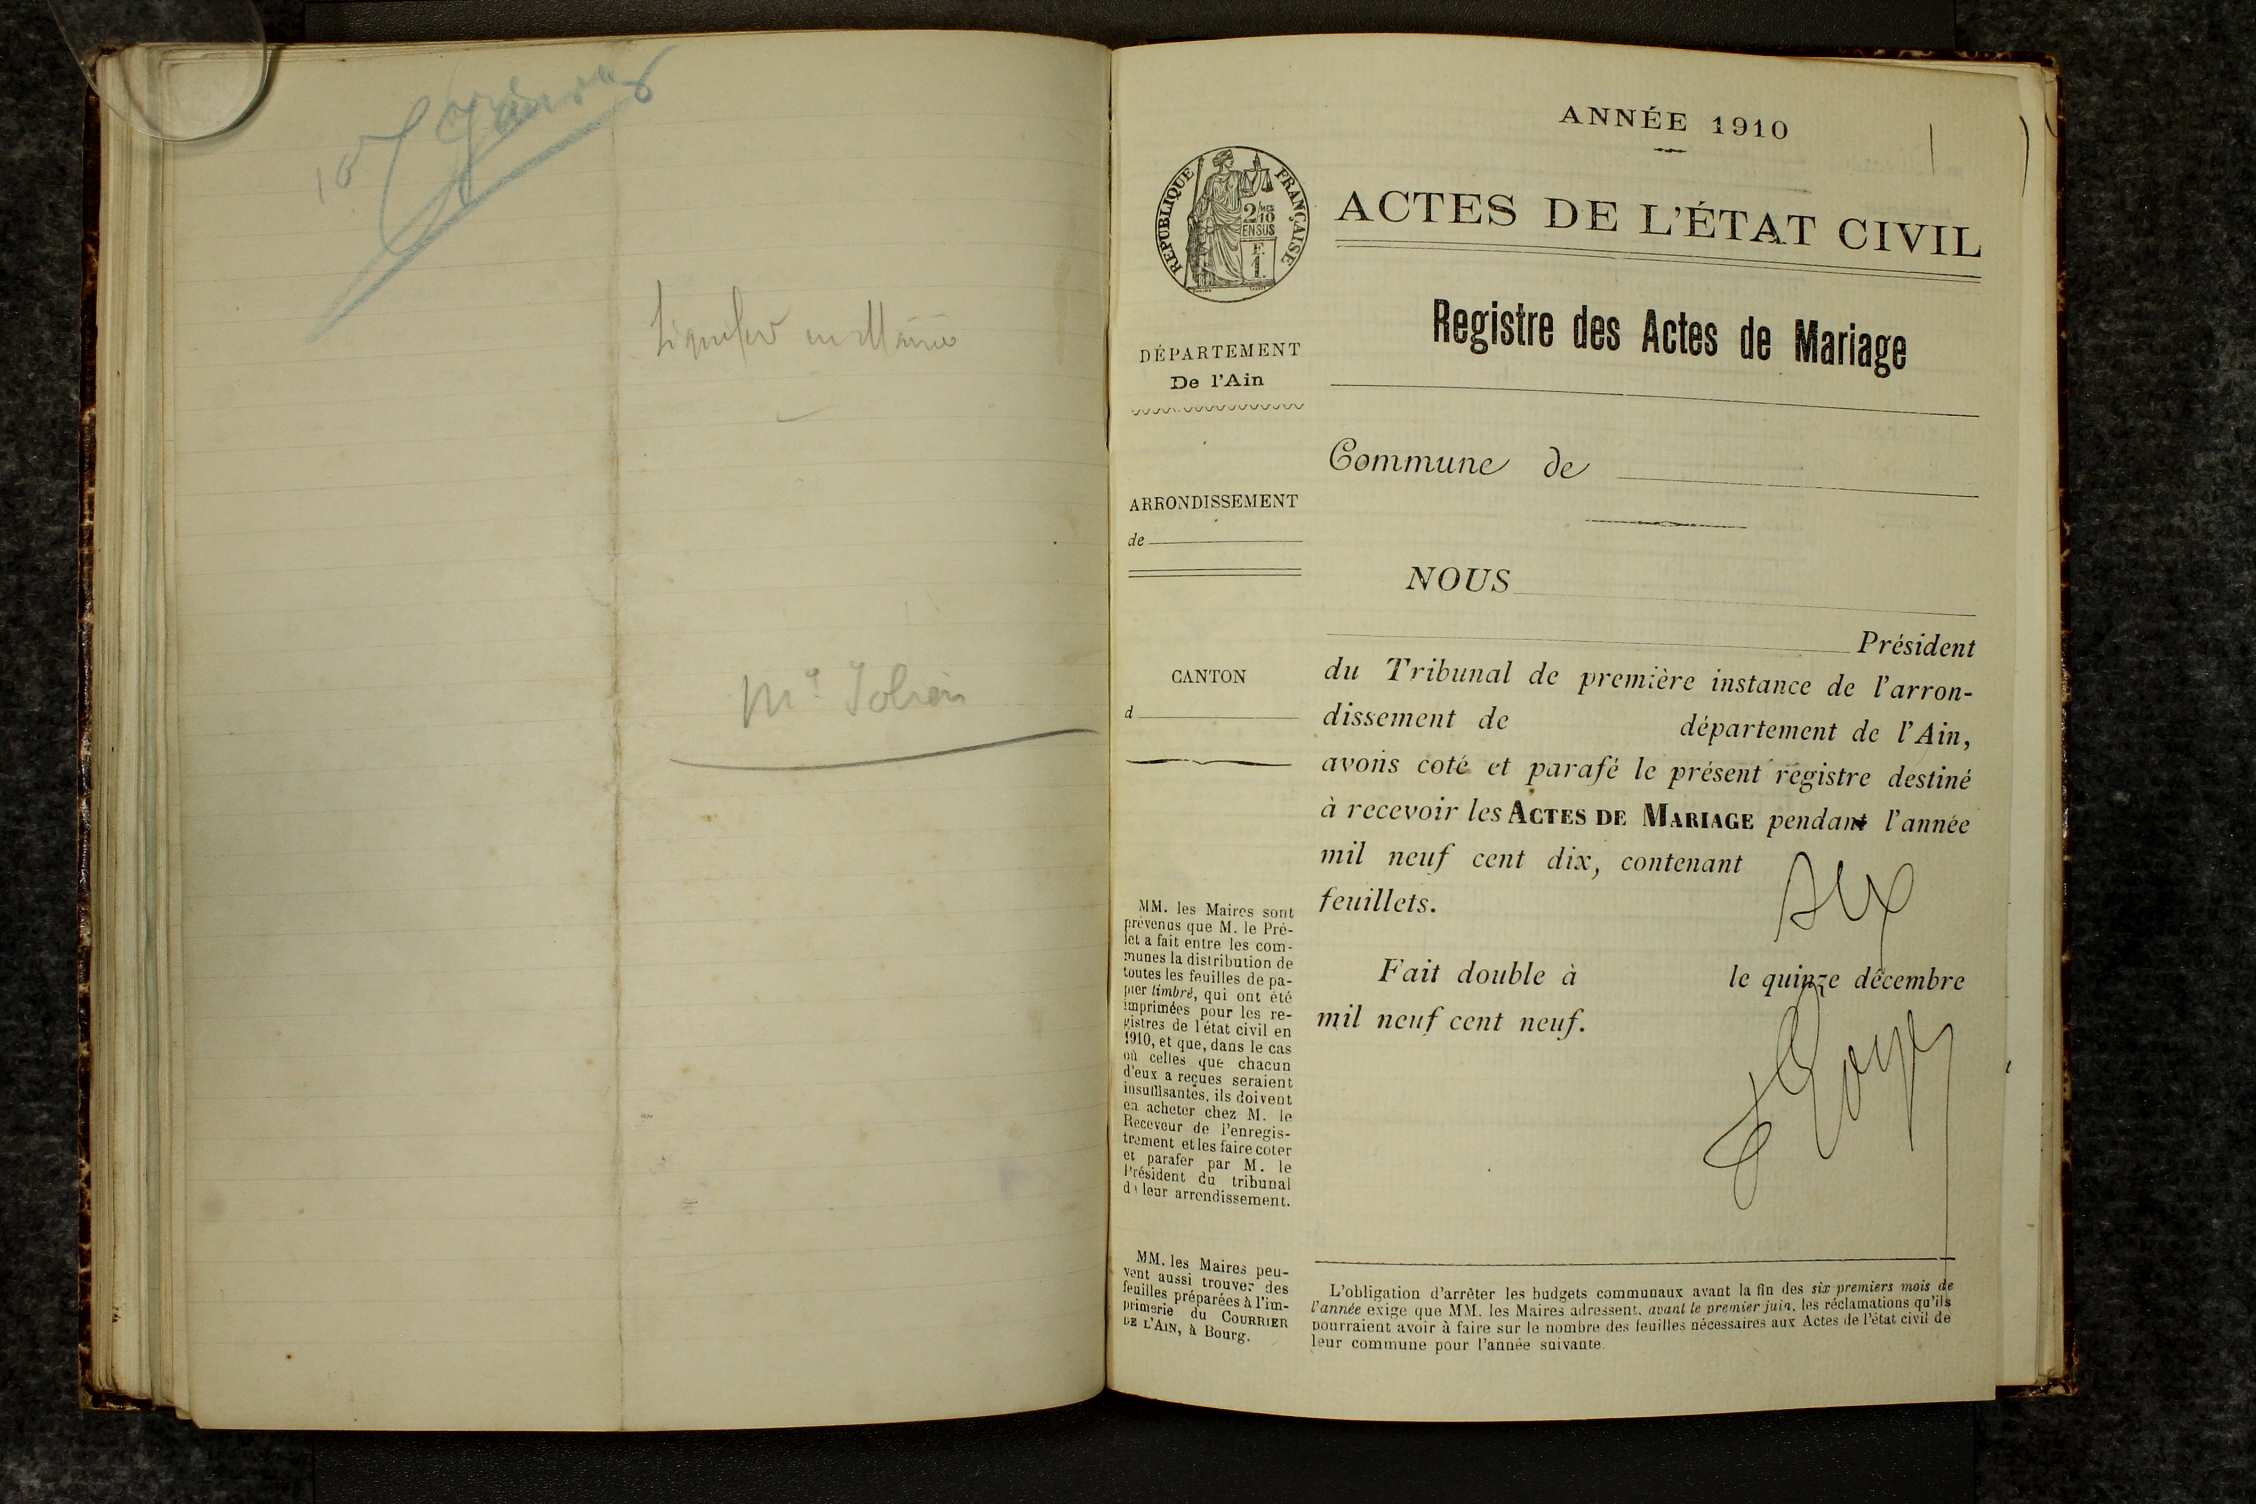 ANNÉE 1910
RÉPUBLIQUE FRANÇAISE
2/10
EN SUS
F.
1.
ACTES DE L'ÉTAT CIVIL
Registre des Actes de Mariage
DÉPARTEMENT
De l'Ain
Commune de
ARRONDISSEMENT
de
CANTON
d
NOUS
Président
du Tribunal de première instance de l'arron-
dissement de département de l'Ain,
avons coté et parafé le présent registre destiné
à recevoir les ACTES DE MARIAGE pendant l'année
mil neuf cent dix, contenant six
feuillets.
Fait double à le quinze décembre
mil neuf cent neuf.
MM. les Maires sont
prévenus que M. le Pré-
fet a fait entre les com-
munes la distribution de
toutes les feuilles de pa-
pier timbré, qui ont été
imprimées pour les re-
gistres de l'état civil en
1910, et que, dans le cas
où celles que chacun
d'eux a reçues seraient
insuffisantes, ils doivent
en acheter chez M. le
Receveur de l'enregis-
trement et les faire coter
et parafer par M. le
Président du tribunal
de leur arrondissement.
MM. les Maires peu-
vent aussi trouver des
feuilles préparées à l'im-
primerie du COURRIER
DE L'AIN, à Bourg.
L'obligation d'arrêter les budgets communaux avant la fin des six premiers mois de
l'année exige que MM. les Maires adressent, avant le premier juin, les réclamations qu'ils
pourraient avoir à faire sur le nombre des feuilles nécessaires aux Actes de l'état civil de
leur commune pour l'année suivante.